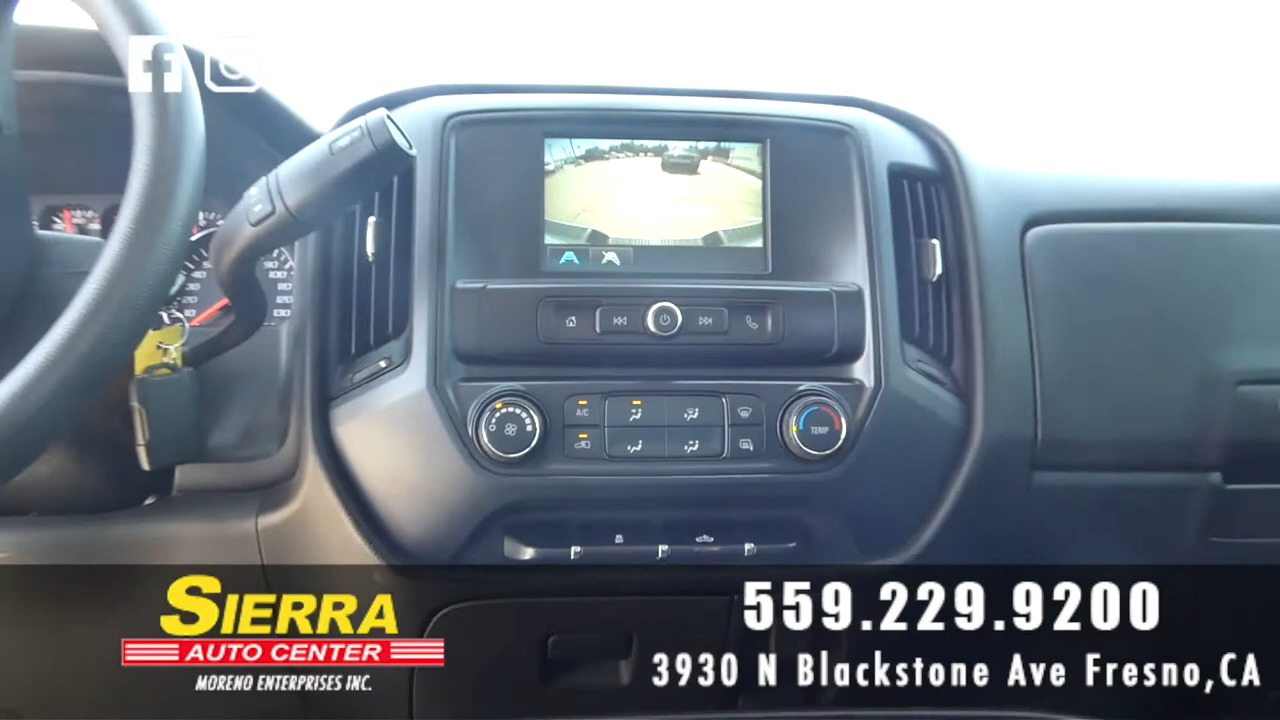 A/C
TEMP
SIERRA
AUTO CENTER
MORENO ENTERPRISES INC.
559.229.9200
3930 N Blackstone Ave Fresno,CA